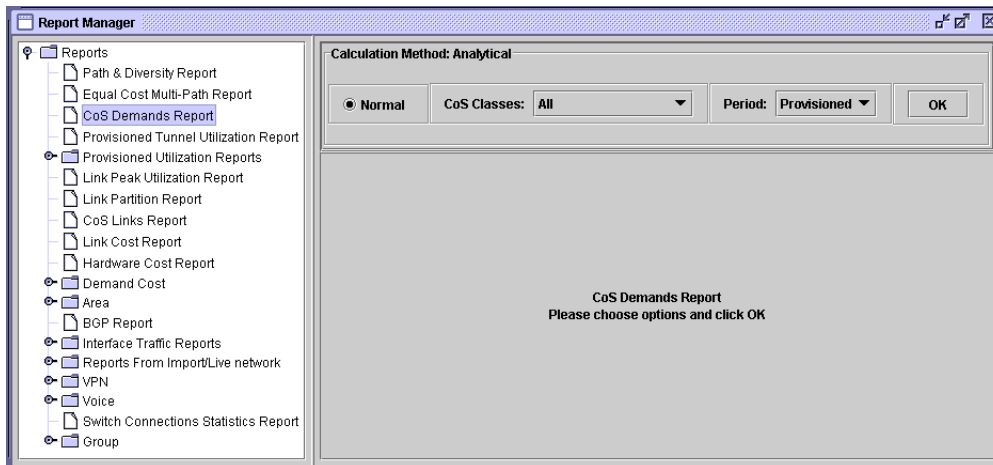 Report Manager
Reports
Path & Diversity Report
Equal Cost Multi-Path Report
CoS Demands Report
Provisioned Tunnel Utilization Report
Provisioned Utilization Reports
Link Peak Utilization Report
Link Partition Report
CoS Links Report
Link Cost Report
Hardware Cost Report
Demand Cost
Area
BGP Report
Interface Traffic Reports
Reports From Import/Live network
VPN
Voice
Switch Connections Statistics Report
Group
Calculation Method: Analytical
Normal CoS Classes: All Period: Provisioned OK
CoS Demands Report
Please choose options and click OK